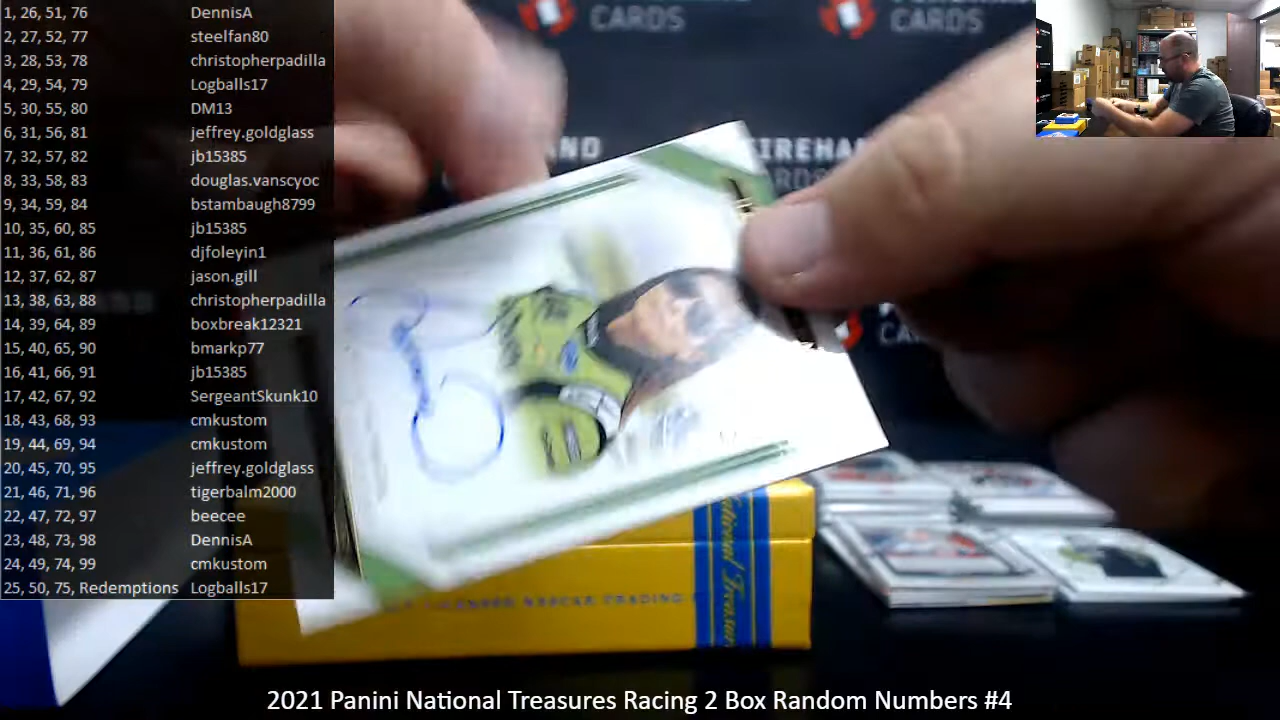 1, 26, 51, 76 DennisA
2, 27, 52, 77 steelfan80
3, 28, 53, 78 christopherpadilla
4, 29, 54, 79 Logballs17
5, 30, 55, 80 DM13
6, 31, 56, 81 jeffrey.goldglass
7, 32, 57, 82 jb15385
8, 33, 58, 83 douglas.vanscyoc
9, 34, 59, 84 bstambaugh8799
10, 35, 60, 85 jb15385
11, 36, 61, 86 djfoleyin1
12, 37, 62, 87 jason.gill
13, 38, 63, 88 christopherpadilla
14, 39, 64, 89 boxbreak12321
15, 40, 65, 90 bmarkp77
16, 41, 66, 91 jb15385
17, 42, 67, 92 SergeantSkunk10
18, 43, 68, 93 cmkustom
19, 44, 69, 94 cmkustom
20, 45, 70, 95 jeffrey.goldglass
21, 46, 71, 96 tigerbalm2000
22, 47, 72, 97 beecee
23, 48, 73, 98 DennisA
24, 49, 74, 99 cmkustom
25, 50, 75, Redemptions Logballs17
CARDS
CARDS
FIREHAN
RDS
2021 Panini National Treasures Racing 2 Box Random Numbers #4